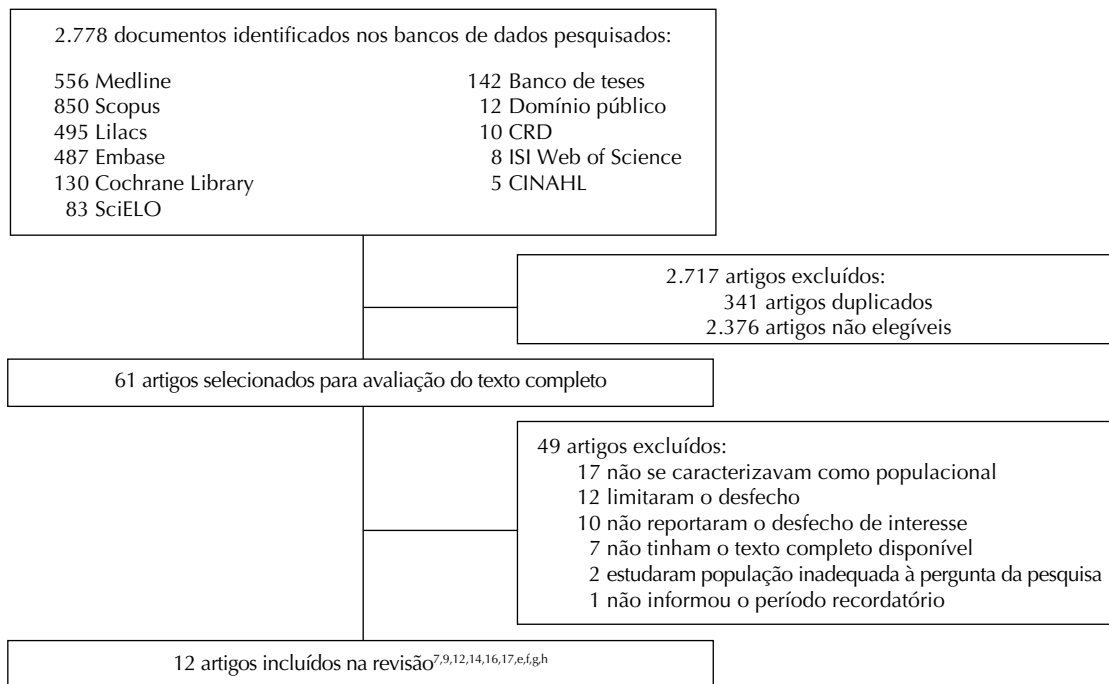 2.778 documentos identificados nos bancos de dados pesquisados:
556 Medline
850 Scopus
495 Lilacs
487 Embase
130 Cochrane Library
83 SciELO
142 Banco de teses
12 Domínio público
10 CRD
8 ISI Web of Science
5 CINAHL
2.717 artigos excluídos:
341 artigos duplicados
2.376 artigos não elegíveis
61 artigos selecionados para avaliação do texto completo
49 artigos excluídos:
17 não se caracterizavam como populacional
12 limitaram o desfecho
10 não reportaram o desfecho de interesse
7 não tinham o texto completo disponível
2 estudaram população inadequada à pergunta da pesquisa
1 não informou o período recordatório
12 artigos incluídos na revisão7,9,12,14,16,17,e,f,g,h